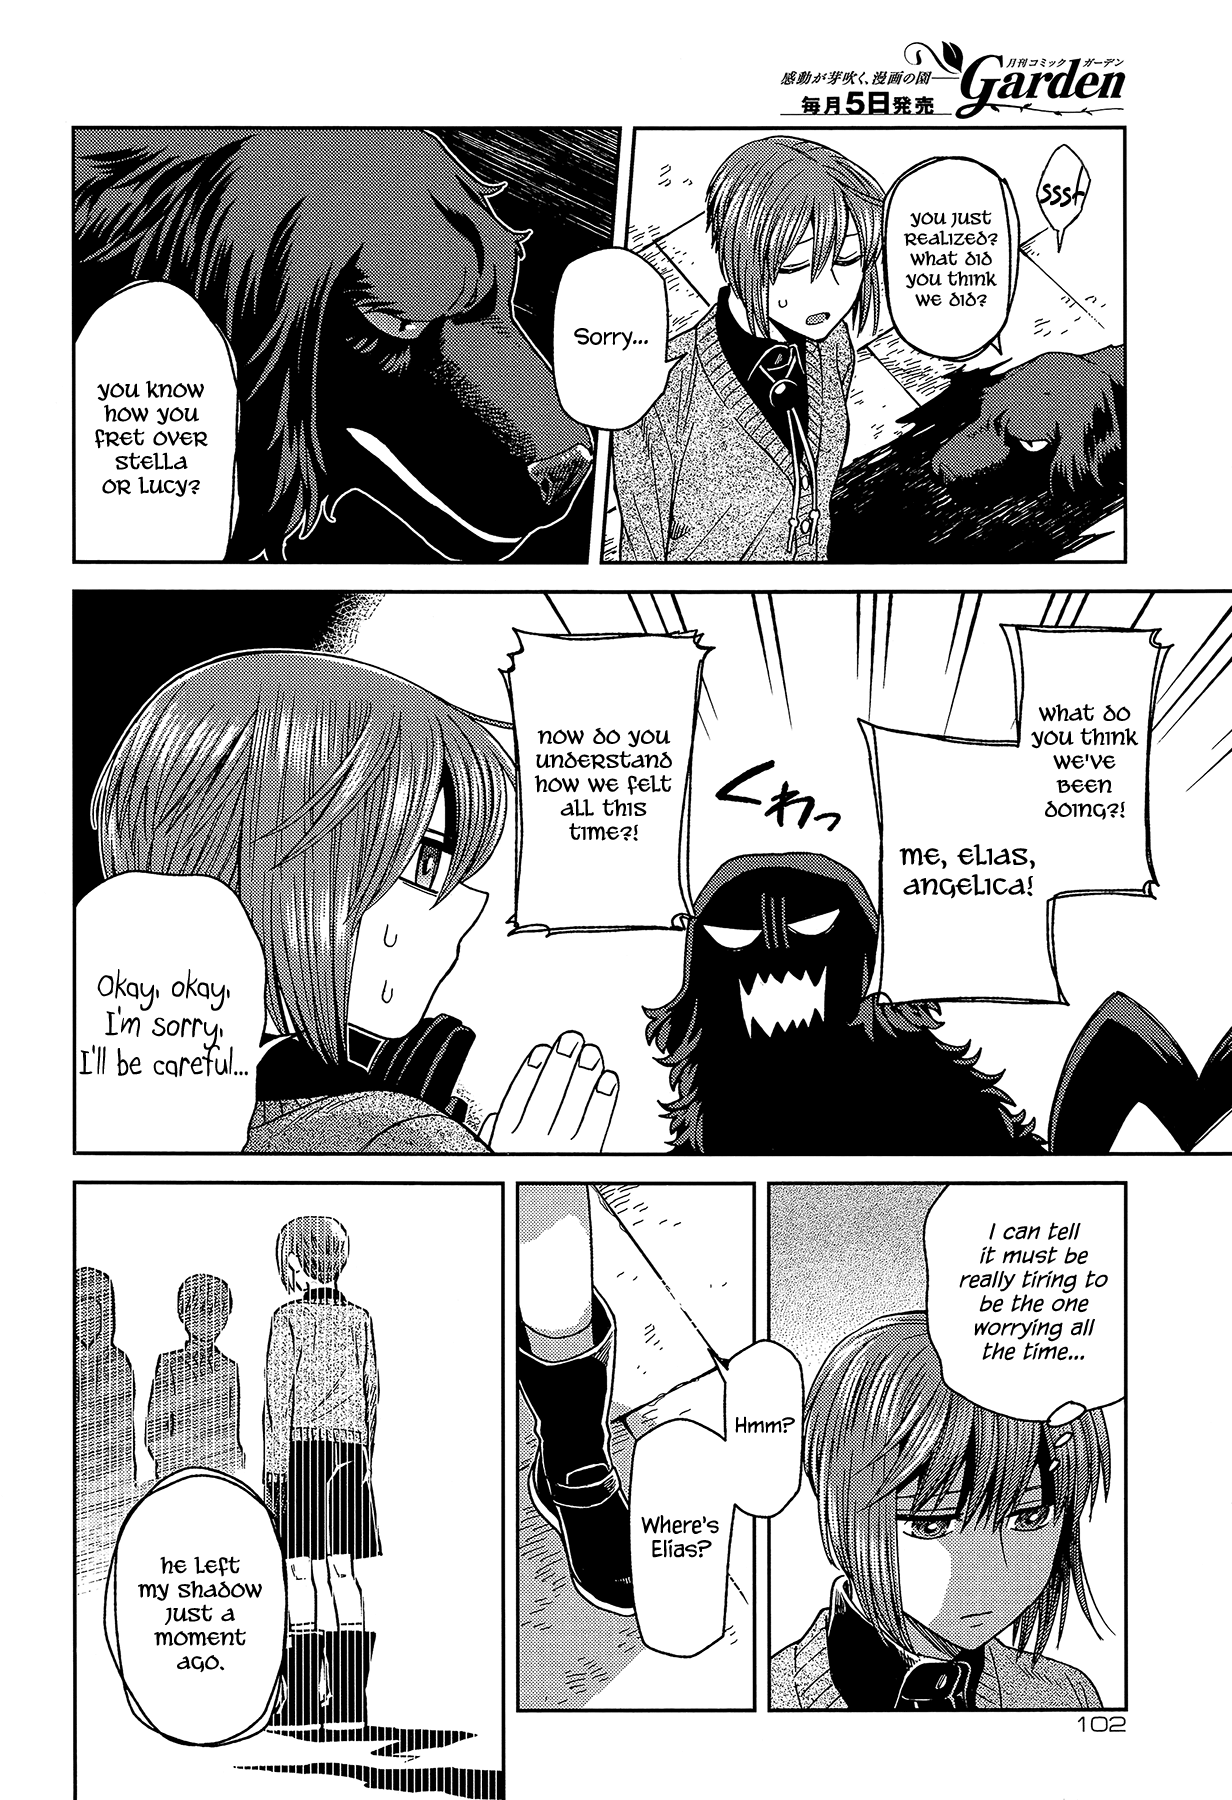 感動が芽吹く、漫画の園
毎月5日発売
月刊コミック ガーデン
Garden
sssr
you just
realized?
what did
you think
we did?
Sorry...
you know
how you
fret over
stella
or lucy?
what do
you think
we've
been
doing?!
me, elias,
angelica!
くわっ
now do you
understand
how we felt
all this
time?!
Okay, okay,
I'm sorry,
I'll be careful...
I can tell
it must be
really tiring to
be the one
worrying all
the time...
Hmm?
Where's
Elias?
he left
my shadow
just a
moment
ago.
102